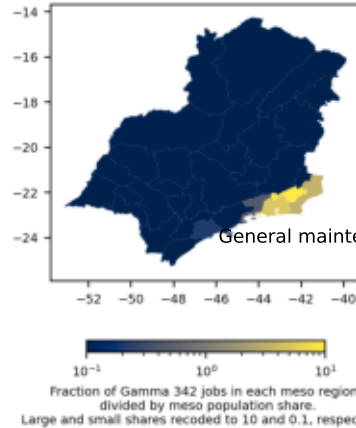 −14
−16
−18
−20
−22
−24
General mainte
−52 −50 −48 −46 −44 −42 −40
10⁻¹ 10⁰ 10¹
Fraction of Gamma 342 jobs in each meso region
divided by meso population share.
Large and small shares recoded to 10 and 0.1, respec